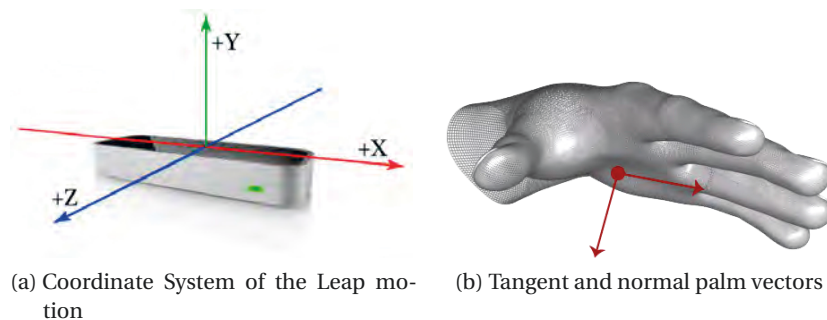 +Y
+X
+Z
(a) Coordinate System of the Leap mo-
tion
(b) Tangent and normal palm vectors